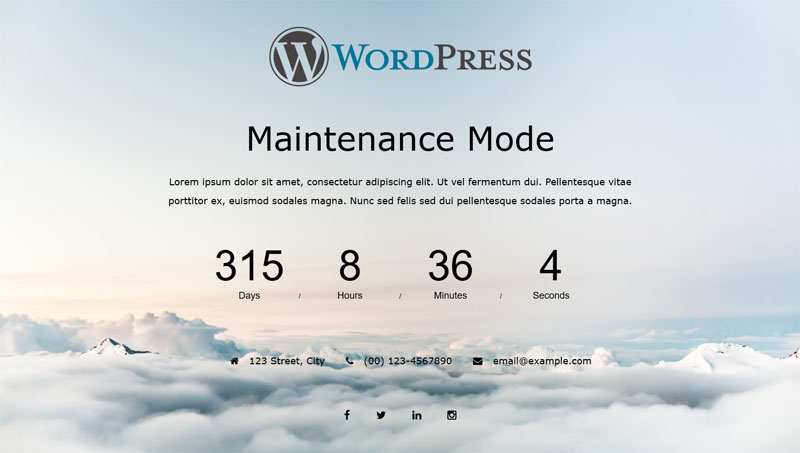 WORDPRESS
Maintenance Mode
Lorem ipsum dolor sit amet, consectetur adipiscing elit. Ut vel fermentum dui. Pellentesque vitae
porttitor ex, euismod sodales magna. Nunc sed felis sed dui pellentesque sodales porta a magna.
315 8 36 4
Days / Hours / Minutes / Seconds
123 Street, City (00) 123-4567890 email@example.com